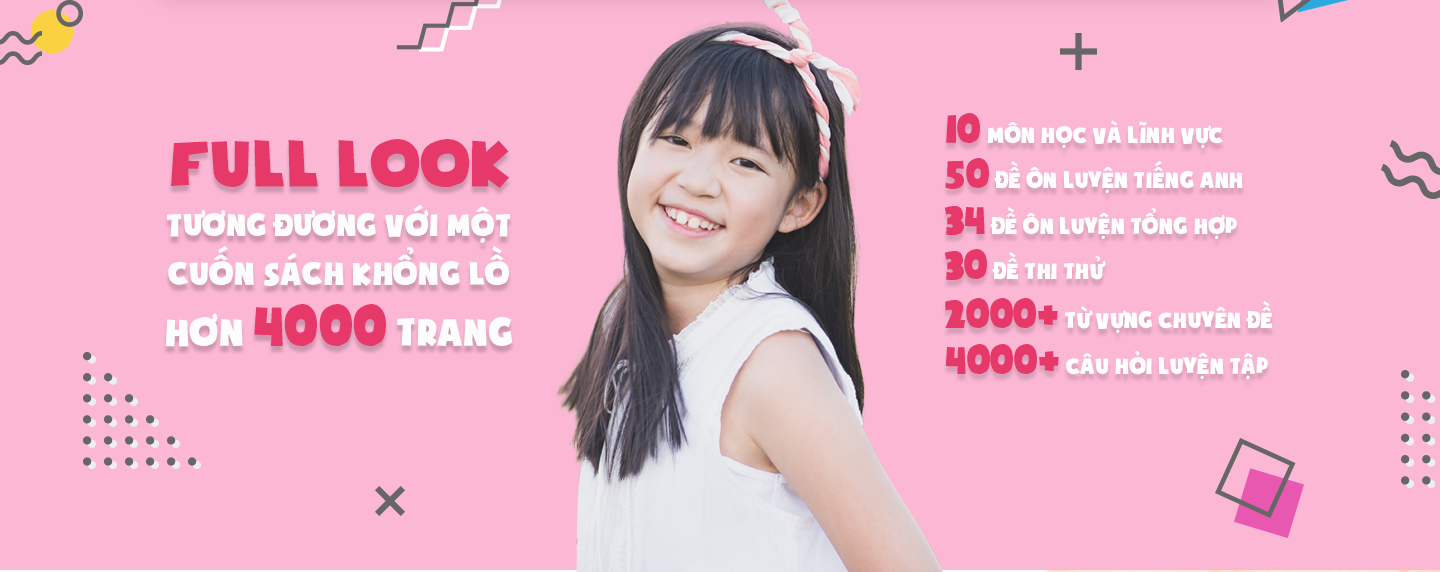 FULL LOOK
TƯƠNG ĐƯƠNG VỚI MỘT
CUỐN SÁCH KHỔNG LỒ
HƠN 4000 TRANG
10 MÔN HỌC VÀ LĨNH VỰC
50 ĐỀ ÔN LUYỆN TIẾNG ANH
34 ĐỀ ÔN LUYỆN TỔNG HỢP
30 ĐỀ THI THỬ
2000+ TỪ VỰNG CHUYÊN ĐỀ
4000+ CÂU HỎI LUYỆN TẬP